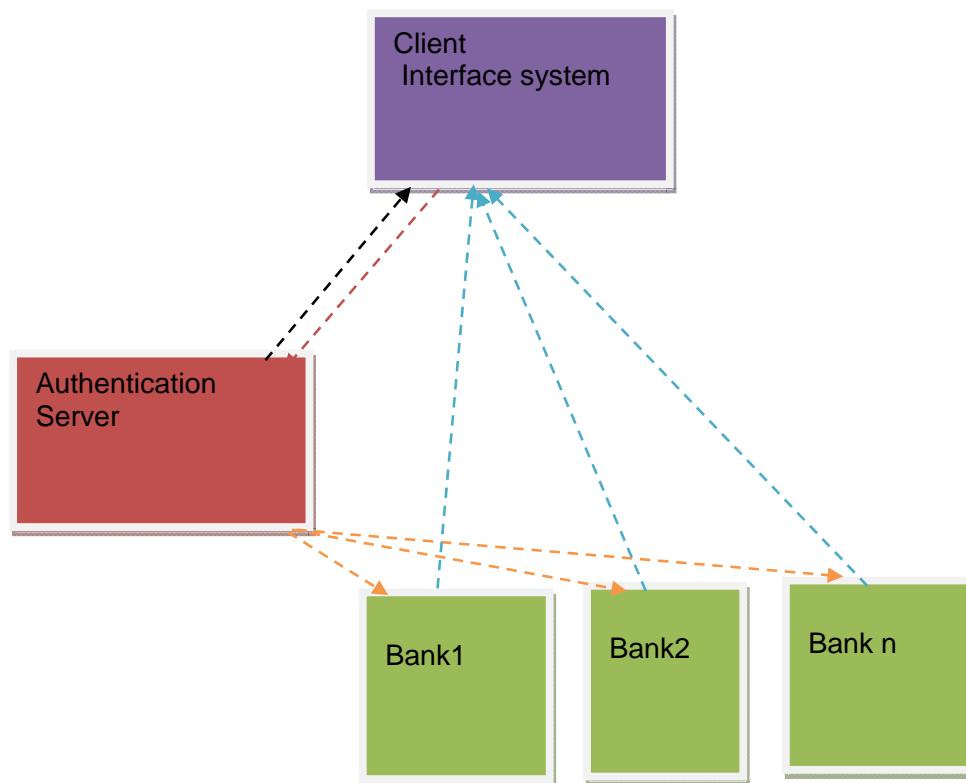 Client
Interface system
Authentication
Server
Bank1
Bank2
Bank n